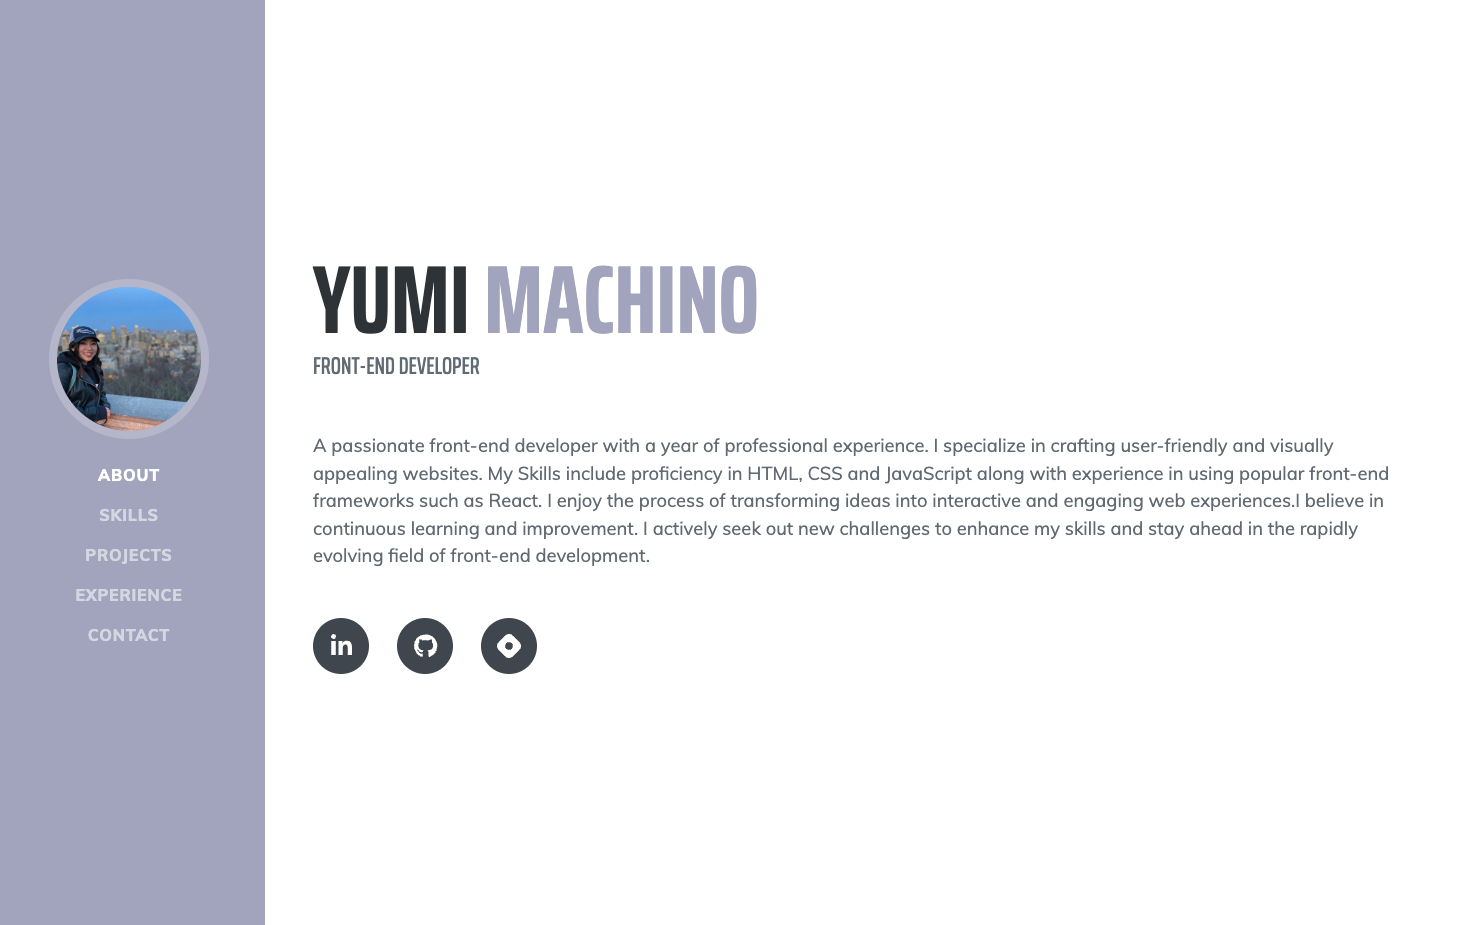 ABOUT
SKILLS
PROJECTS
EXPERIENCE
CONTACT
YUMI MACHINO
FRONT-END DEVELOPER
A passionate front-end developer with a year of professional experience. I specialize in crafting user-friendly and visually
appealing websites. My Skills include proficiency in HTML, CSS and JavaScript along with experience in using popular front-end
frameworks such as React. I enjoy the process of transforming ideas into interactive and engaging web experiences.I believe in
continuous learning and improvement. I actively seek out new challenges to enhance my skills and stay ahead in the rapidly
evolving field of front-end development.
in